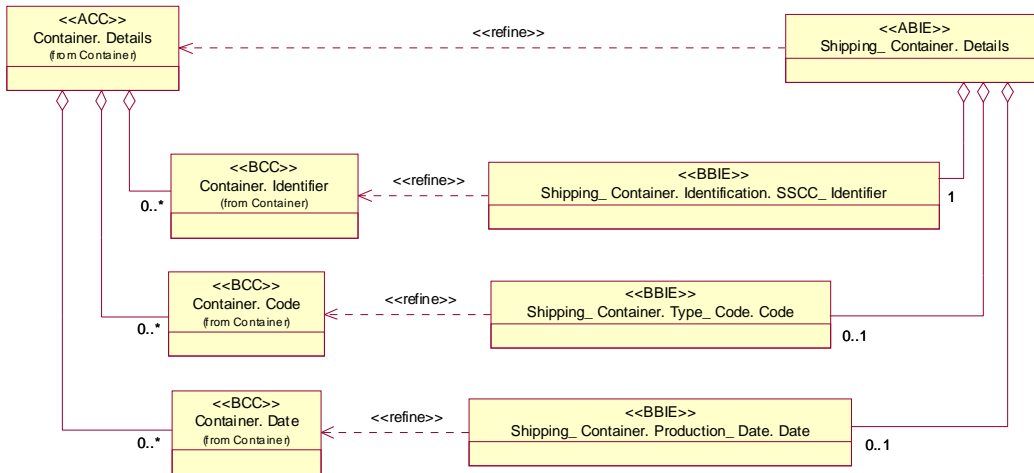 <<ACC>>
Container. Details
(from Container)
<<refine>>
<<ABIE>>
Shipping_ Container. Details
<<BCC>>
Container. Identifier
(from Container)
0..*
<<refine>>
<<BBIE>>
Shipping_ Container. Identification. SSCC_ Identifier
1
<<BCC>>
Container. Code
(from Container)
0..*
<<refine>>
<<BBIE>>
Shipping_ Container. Type_ Code. Code
0..1
<<BCC>>
Container. Date
(from Container)
0..*
<<refine>>
<<BBIE>>
Shipping_ Container. Production_ Date. Date
0..1